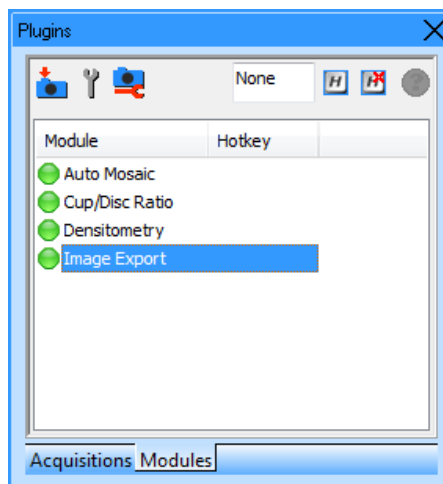 Plugins
None
H H ?
Module Hotkey
Auto Mosaic
Cup/Disc Ratio
Densitometry
Image Export
Acquisitions Modules